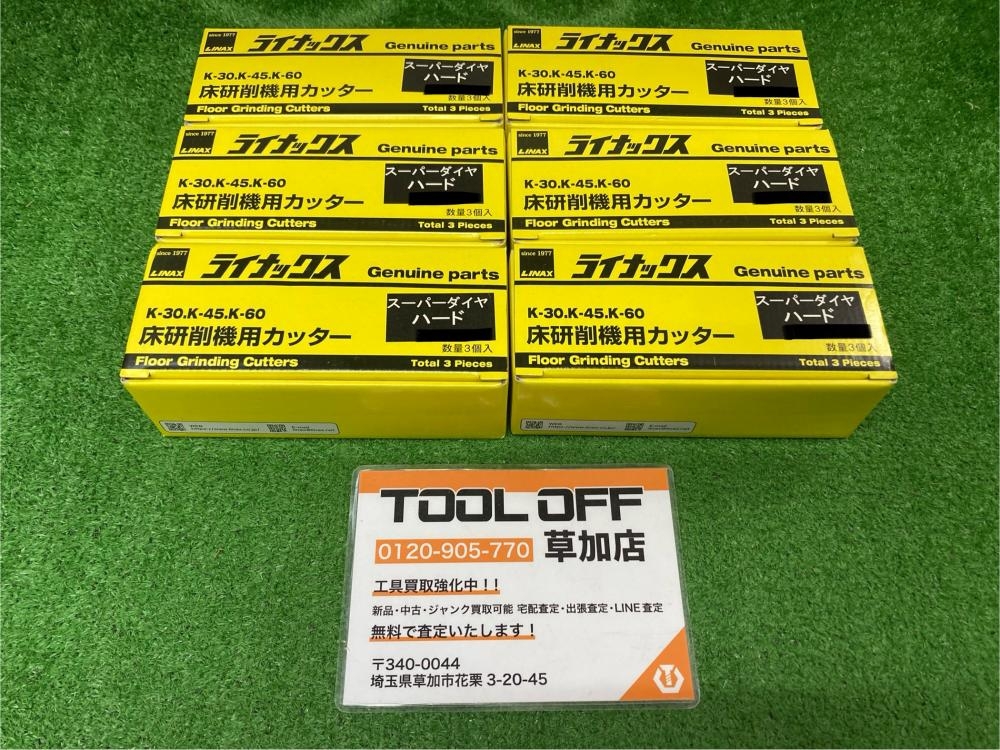 since 1977
LINAX
ライナックス
Genuine parts
K-30.K-45.K-60
床研削機用カッター
スーパーダイヤ
ハード
数量3個入
Floor Grinding Cutters
Total 3 Pieces
since 1977
LINAX
ライナックス
Genuine parts
K-30.K-45.K-60
床研削機用カッター
スーパーダイヤ
ハード
数量3個入
Floor Grinding Cutters
Total 3 Pieces
since 1977
LINAX
ライナックス
Genuine parts
K-30.K-45.K-60
床研削機用カッター
スーパーダイヤ
ハード
数量3個入
Floor Grinding Cutters
Total 3 Pieces
since 1977
LINAX
ライナックス
Genuine parts
K-30.K-45.K-60
床研削機用カッター
スーパーダイヤ
ハード
数量3個入
Floor Grinding Cutters
Total 3 Pieces
since 1977
LINAX
ライナックス
Genuine parts
K-30.K-45.K-60
床研削機用カッター
スーパーダイヤ
ハード
数量3個入
Floor Grinding Cutters
Total 3 Pieces
WEB
https://www.linax.co.jp/
E-mail
since 1977
LINAX
ライナックス
Genuine parts
K-30.K-45.K-60
床研削機用カッター
スーパーダイヤ
ハード
数量3個入
Floor Grinding Cutters
Total 3 Pieces
WEB
https://www.linax.co.jp/
E-mail
TOOL OFF
0120-905-770 草加店
工具買取強化中!!
新品・中古・ジャンク買取可能 宅配査定・出張査定・LINE査定
無料で査定いたします!
〒340-0044
埼玉県草加市花栗 3-20-45